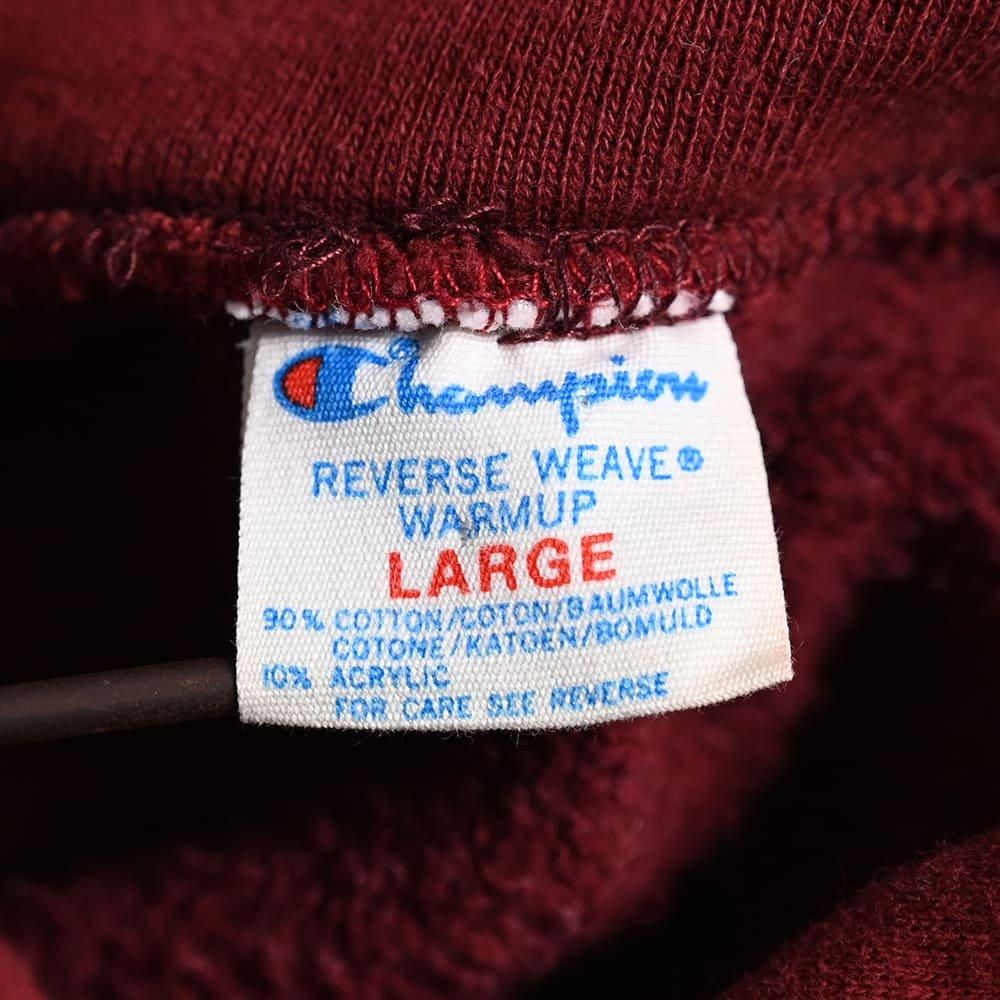 Champion
REVERSE WEAVE®
WARMUP
LARGE
90% COTTON/COTON/BAUMWOLLE
COTONE/KATOEN/BOMULD
10% ACRYLIC
FOR CARE SEE REVERSE